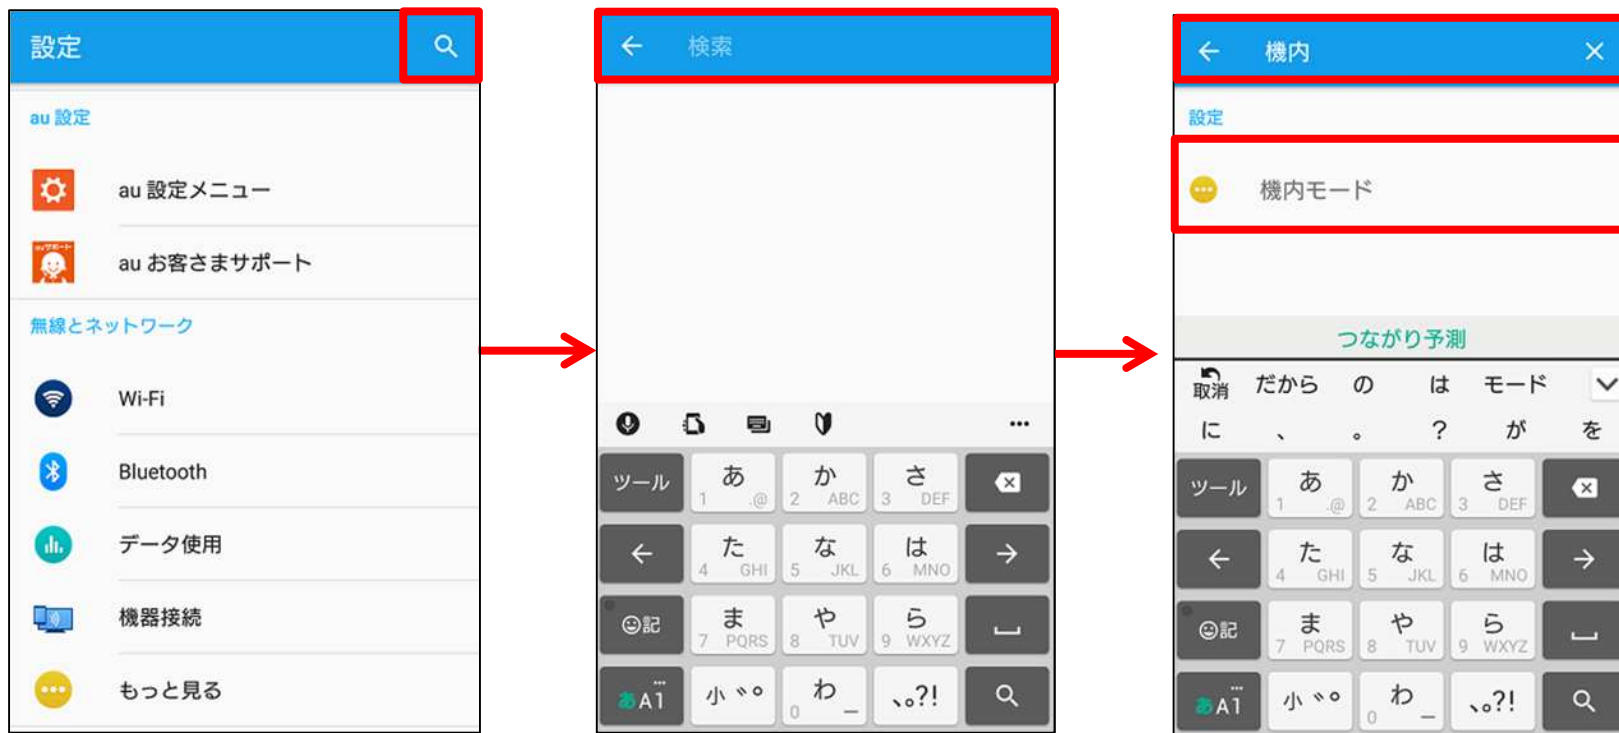 設定
au 設定
au 設定メニュー
auサポート
au お客さまサポート
無線とネットワーク
Wi-Fi
Bluetooth
データ使用
機器接続
もっと見る
検索
ツール
あ 1 .@
か 2 ABC
さ 3 DEF
た 4 GHI
な 5 JKL
は 6 MNO
記
ま 7 PQRS
や 8 TUV
ら 9 WXYZ
あA1
小 ゛゜
わ 0 _
、。?!
機内
設定
機内モード
つながり予測
取消 だから の は モード
に 、 。 ? が を
ツール
あ 1 .@
か 2 ABC
さ 3 DEF
た 4 GHI
な 5 JKL
は 6 MNO
記
ま 7 PQRS
や 8 TUV
ら 9 WXYZ
あA1
小 ゛゜
わ 0 _
、。?!